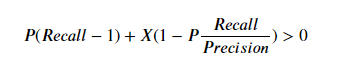 P(Recall − 1) + X(1 − P Recall/Precision) > 0